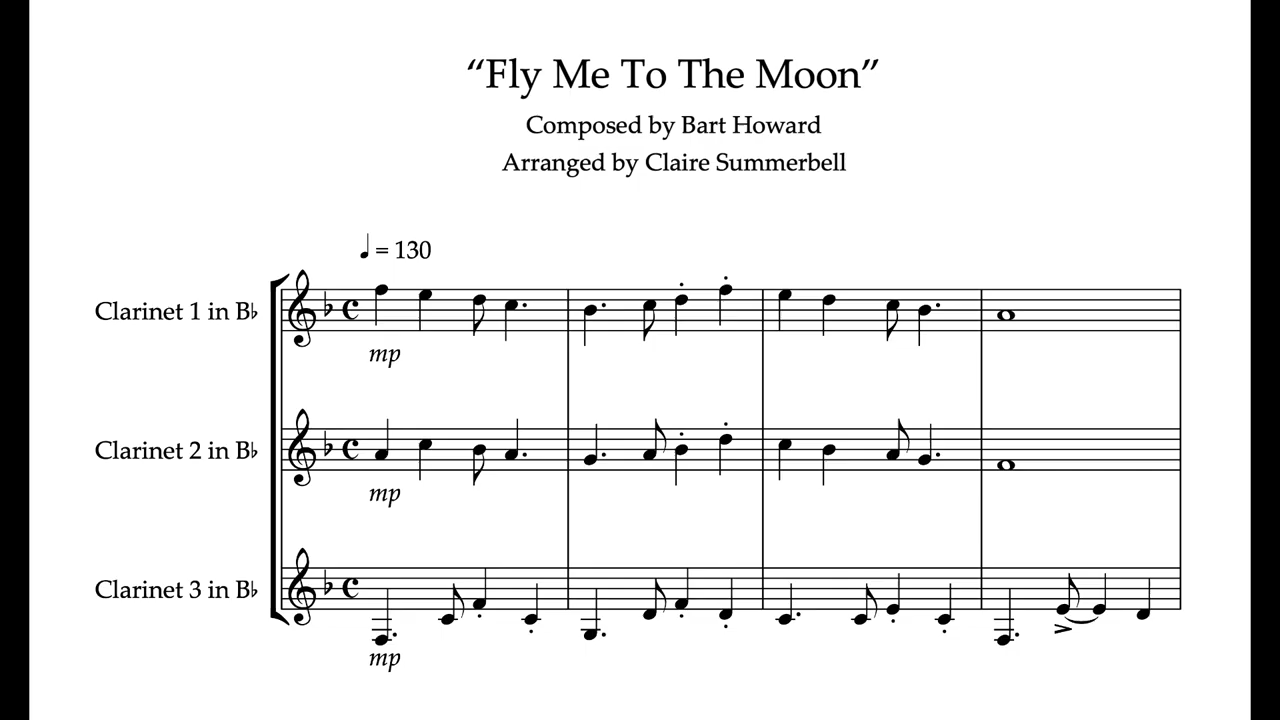 “Fly Me To The Moon”
Composed by Bart Howard
Arranged by Claire Summerbell
♩ = 130
Clarinet 1 in B♭
mp
Clarinet 2 in B♭
mp
Clarinet 3 in B♭
mp